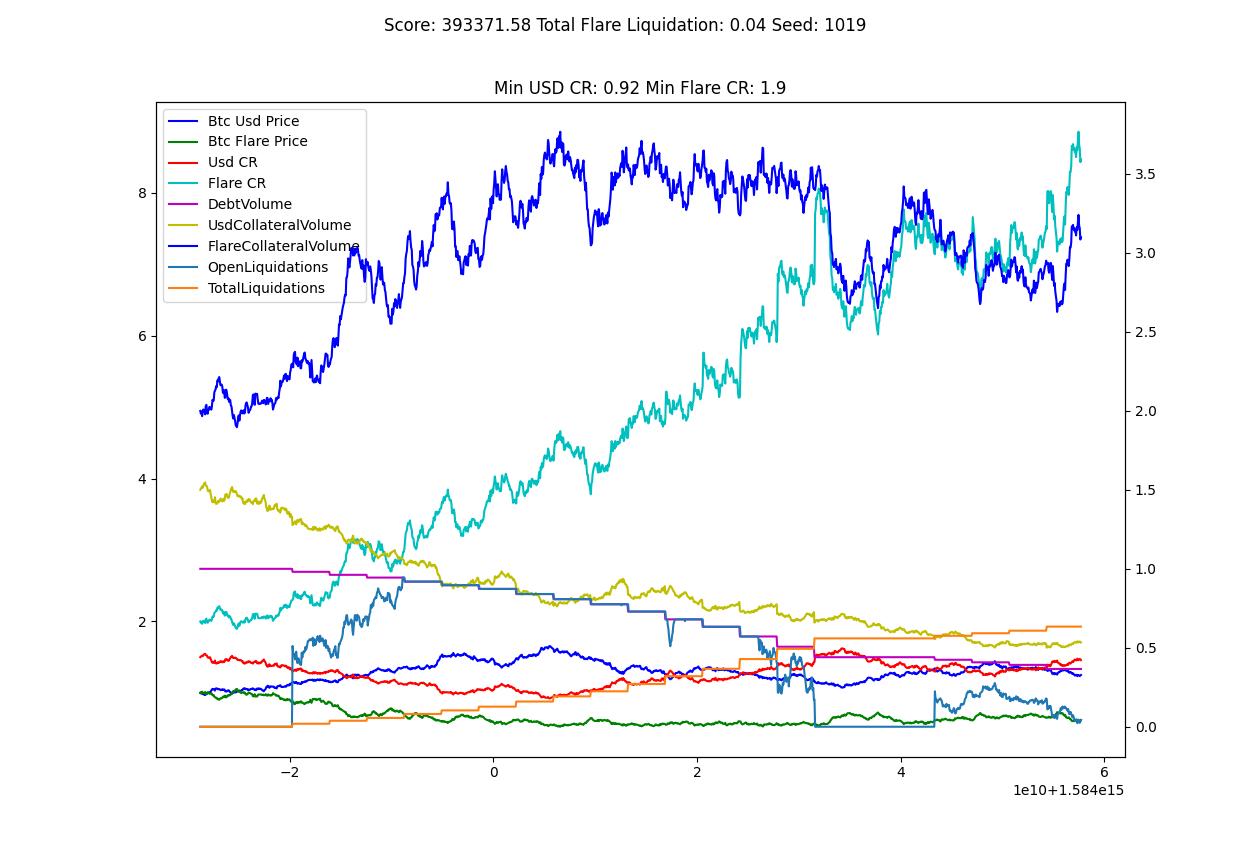 Score: 393371.58 Total Flare Liquidation: 0.04 Seed: 1019
Min USD CR: 0.92 Min Flare CR: 1.9
Btc Usd Price
Btc Flare Price
Usd CR
Flare CR
DebtVolume
UsdCollateralVolume
FlareCollateralVolume
OpenLiquidations
TotalLiquidations
8
6
4
2
3.5
3.0
2.5
2.0
1.5
1.0
0.5
0.0
−2 0 2 4 6
1e10+1.584e15